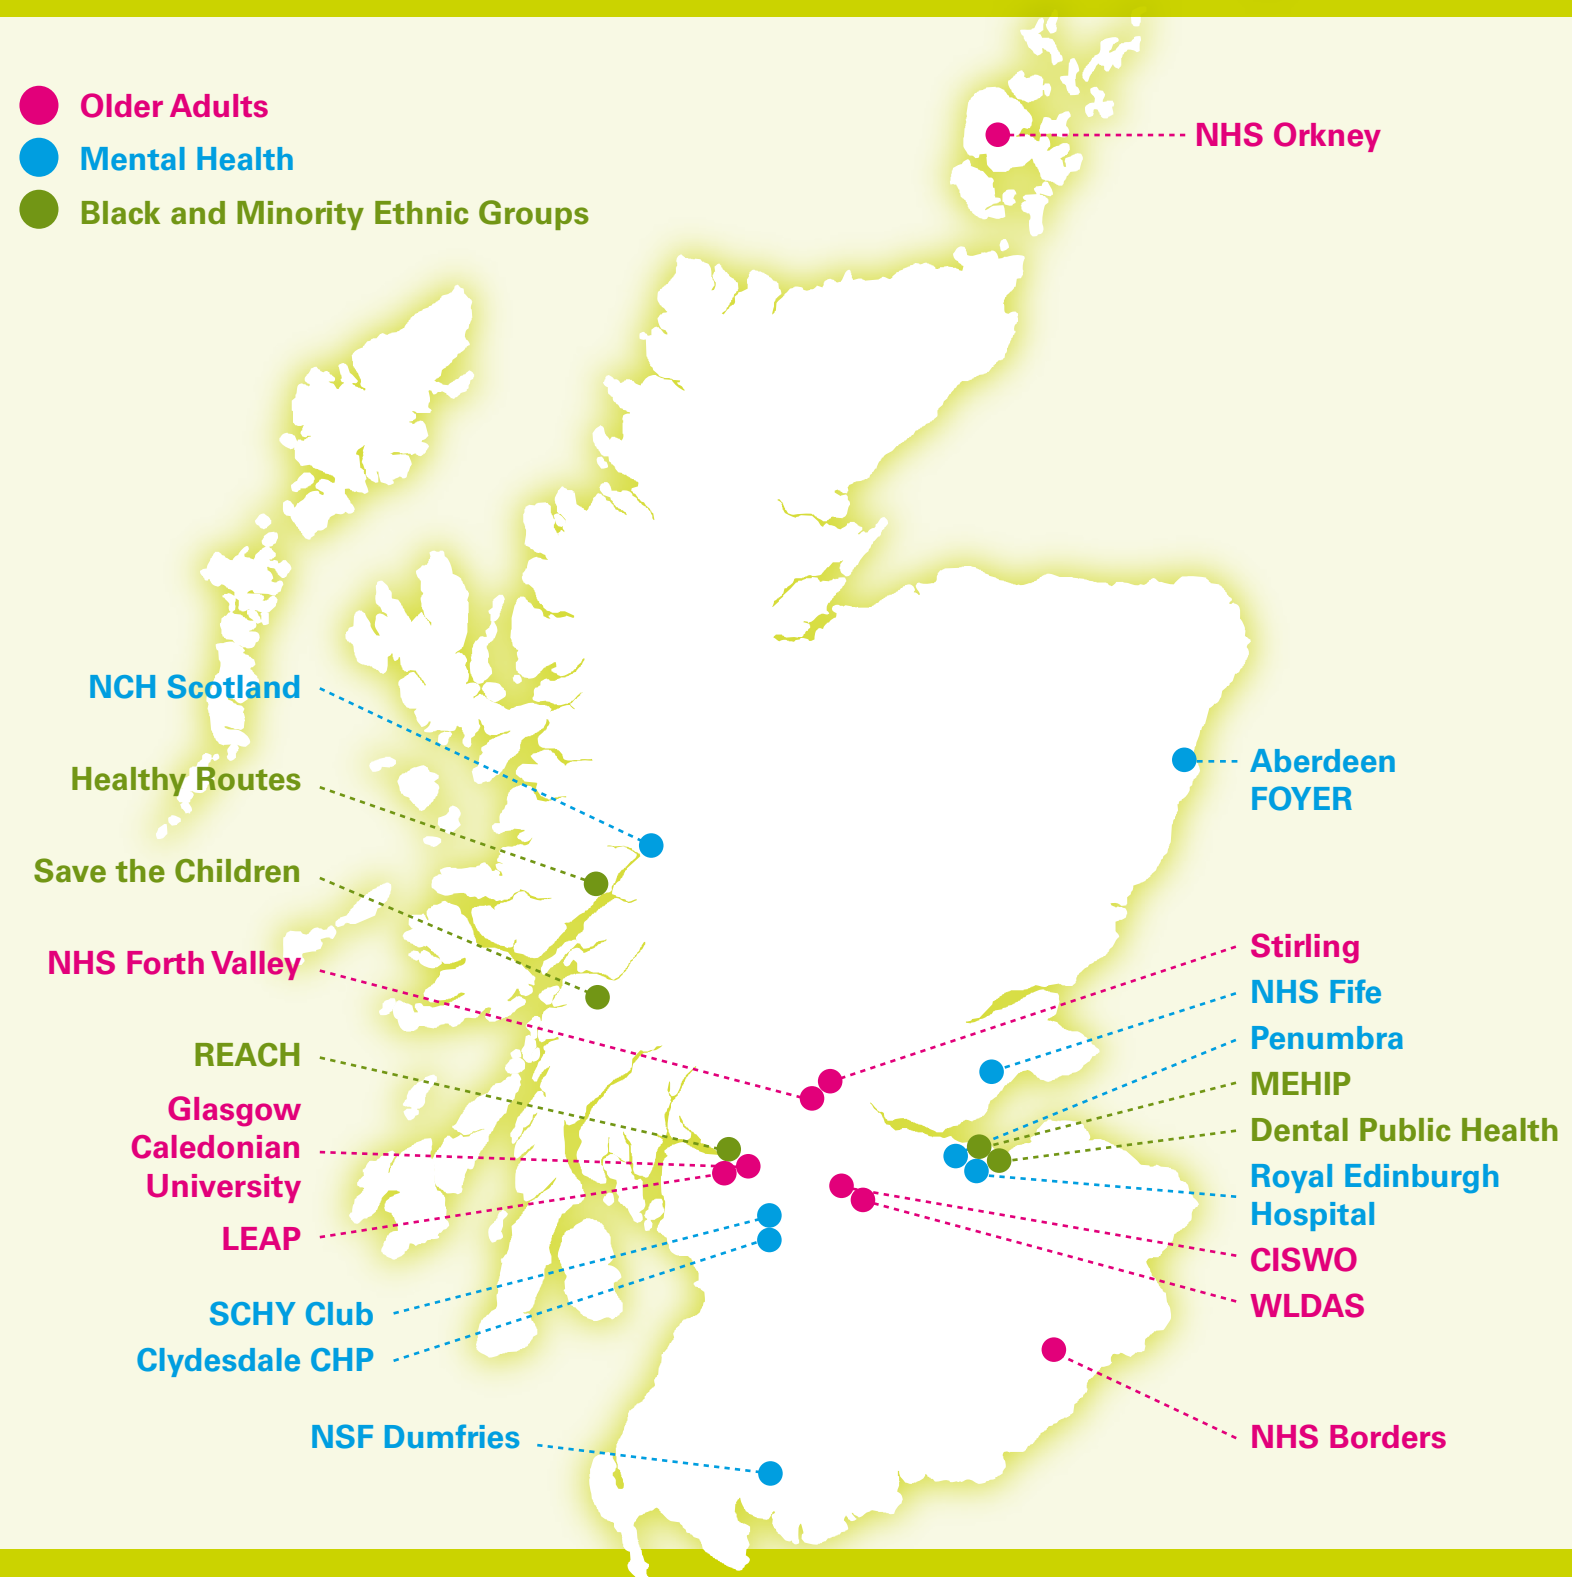 Older Adults
Mental Health
Black and Minority Ethnic Groups
NHS Orkney
NCH Scotland
Healthy Routes
Save the Children
NHS Forth Valley
REACH
Glasgow
Caledonian
University
LEAP
SCHY Club
Clydesdale CHP
NSF Dumfries
Aberdeen
FOYER
Stirling
NHS Fife
Penumbra
MEHIP
Dental Public Health
Royal Edinburgh
Hospital
CISWO
WLDAS
NHS Borders